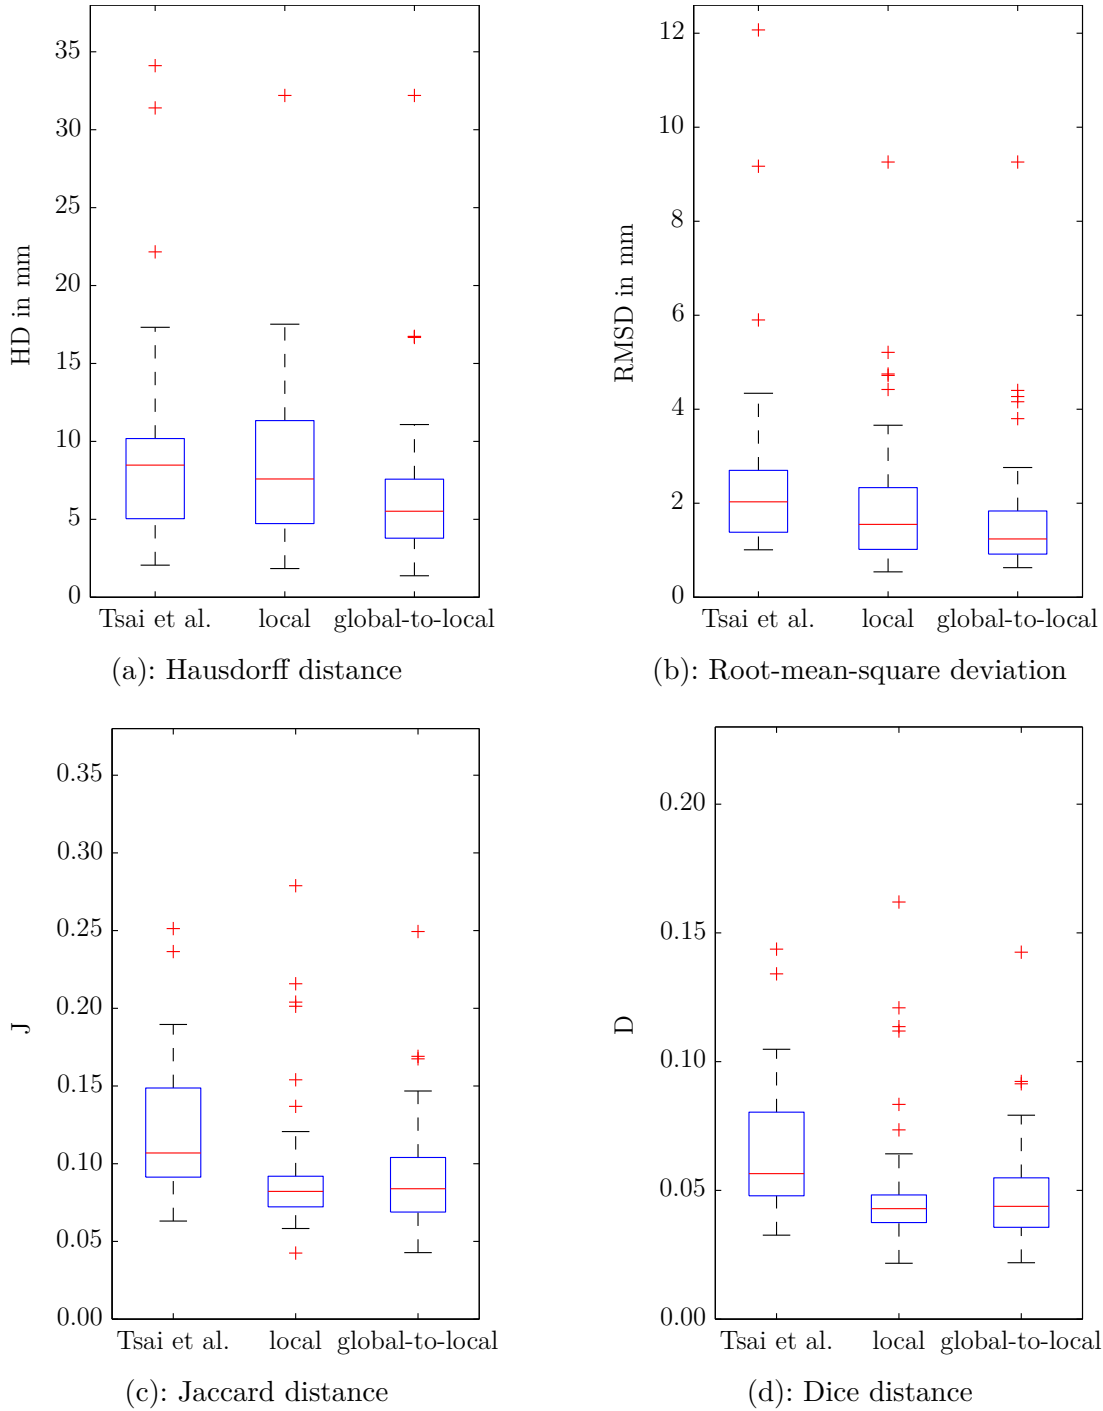 35
30
25
20
15
10
5
0
HD in mm
Tsai et al. local global-to-local
(a): Hausdorff distance
12
10
8
6
4
2
0
RMSD in mm
Tsai et al. local global-to-local
(b): Root-mean-square deviation
0.35
0.30
0.25
0.20
0.15
0.10
0.05
0.00
J
Tsai et al. local global-to-local
(c): Jaccard distance
0.20
0.15
0.10
0.05
0.00
D
Tsai et al. local global-to-local
(d): Dice distance